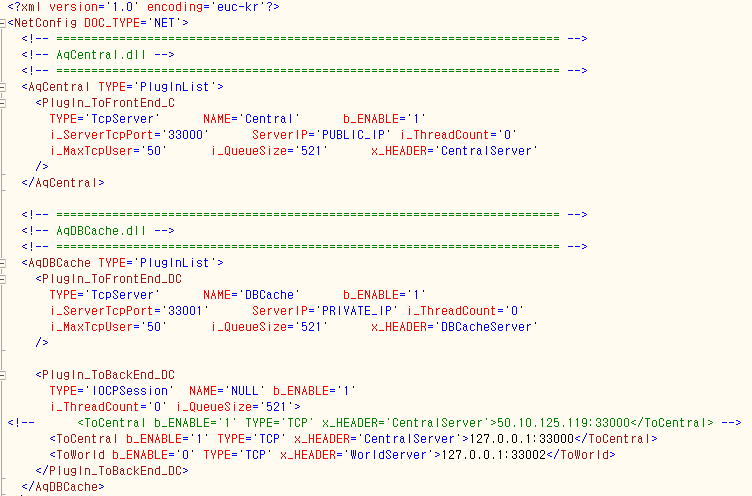 <?xml version='1.0' encoding='euc-kr'?>
<NetConfig DOC_TYPE='NET'>
<!-- ======================================================================== -->
<!-- AqCentral.dll -->
<!-- ======================================================================== -->
<AqCentral TYPE='PlugInList'>
<PlugIn_ToFrontEnd_C
TYPE='TcpServer' NAME='Central' b_ENABLE='1'
i_ServerTcpPort='33000' ServerIP='PUBLIC_IP' i_ThreadCount='0'
i_MaxTcpUser='50' i_QueueSize='521' x_HEADER='CentralServer'
/>
</AqCentral>
<!-- ======================================================================== -->
<!-- AqDBCache.dll -->
<!-- ======================================================================== -->
<AqDBCache TYPE='PlugInList'>
<PlugIn_ToFrontEnd_DC
TYPE='TcpServer' NAME='DBCache' b_ENABLE='1'
i_ServerTcpPort='33001' ServerIP='PRIVATE_IP' i_ThreadCount='0'
i_MaxTcpUser='50' i_QueueSize='521' x_HEADER='DBCacheServer'
/>
<PlugIn_ToBackEnd_DC
TYPE='IOCPSession' NAME='NULL' b_ENABLE='1'
i_ThreadCount='0' i_QueueSize='521'>
<!-- <ToCentral b_ENABLE='1' TYPE='TCP' x_HEADER='CentralServer'>50.10.125.119:33000</ToCentral> -->
<ToCentral b_ENABLE='1' TYPE='TCP' x_HEADER='CentralServer'>127.0.0.1:33000</ToCentral>
<ToWorld b_ENABLE='0' TYPE='TCP' x_HEADER='WorldServer'>127.0.0.1:33002</ToWorld>
</PlugIn_ToBackEnd_DC>
</AqDBCache>